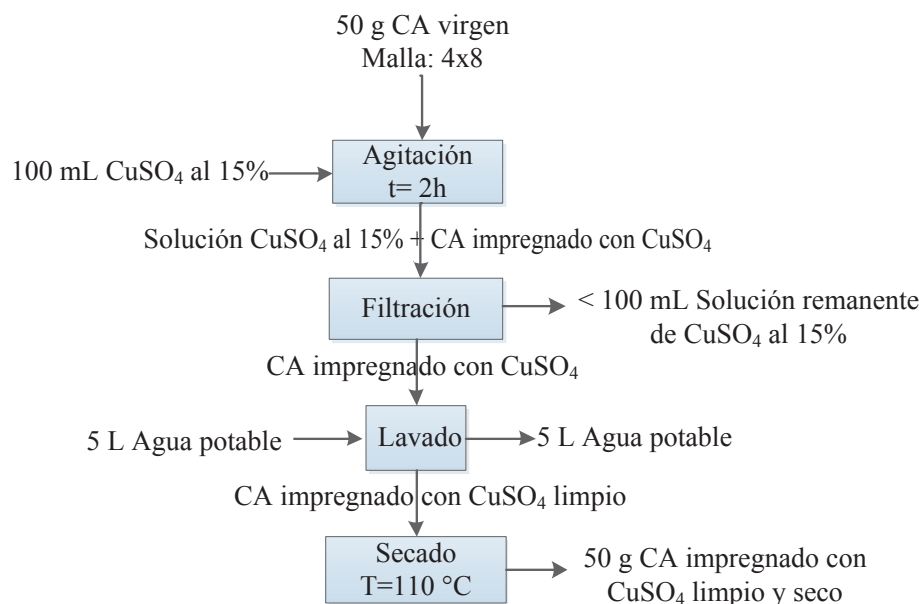 50 g CA virgen
Malla: 4x8
Agitación
t= 2h
100 mL CuSO₄ al 15%
Solución CuSO₄ al 15% + CA impregnado con CuSO₄
Filtración
< 100 mL Solución remanente
de CuSO₄ al 15%
CA impregnado con CuSO₄
5 L Agua potable
Lavado
5 L Agua potable
CA impregnado con CuSO₄ limpio
Secado
T=110 °C
50 g CA impregnado con
CuSO₄ limpio y seco